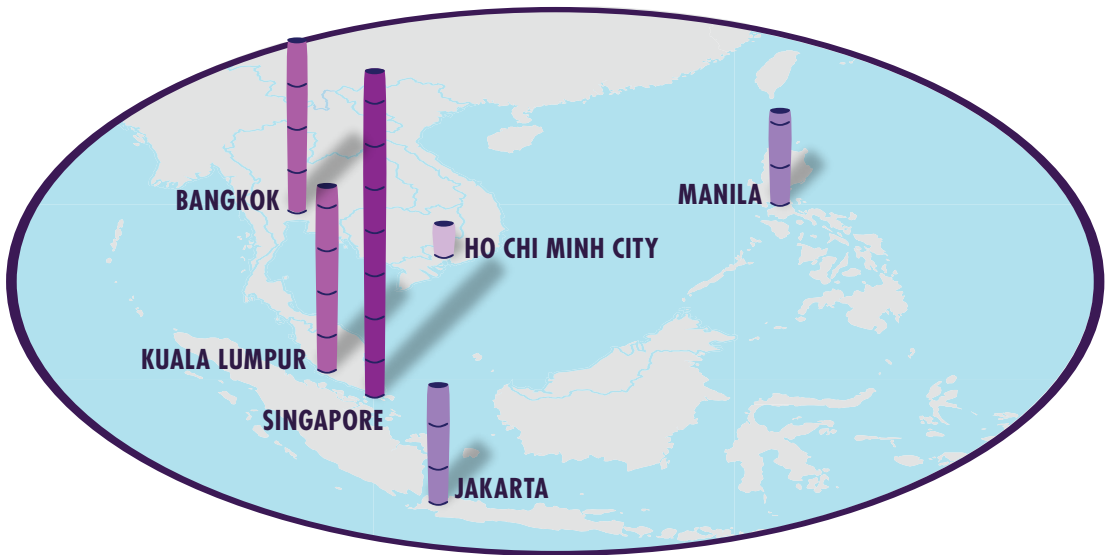 BANGKOK
MANILA
HO CHI MINH CITY
KUALA LUMPUR
SINGAPORE
JAKARTA